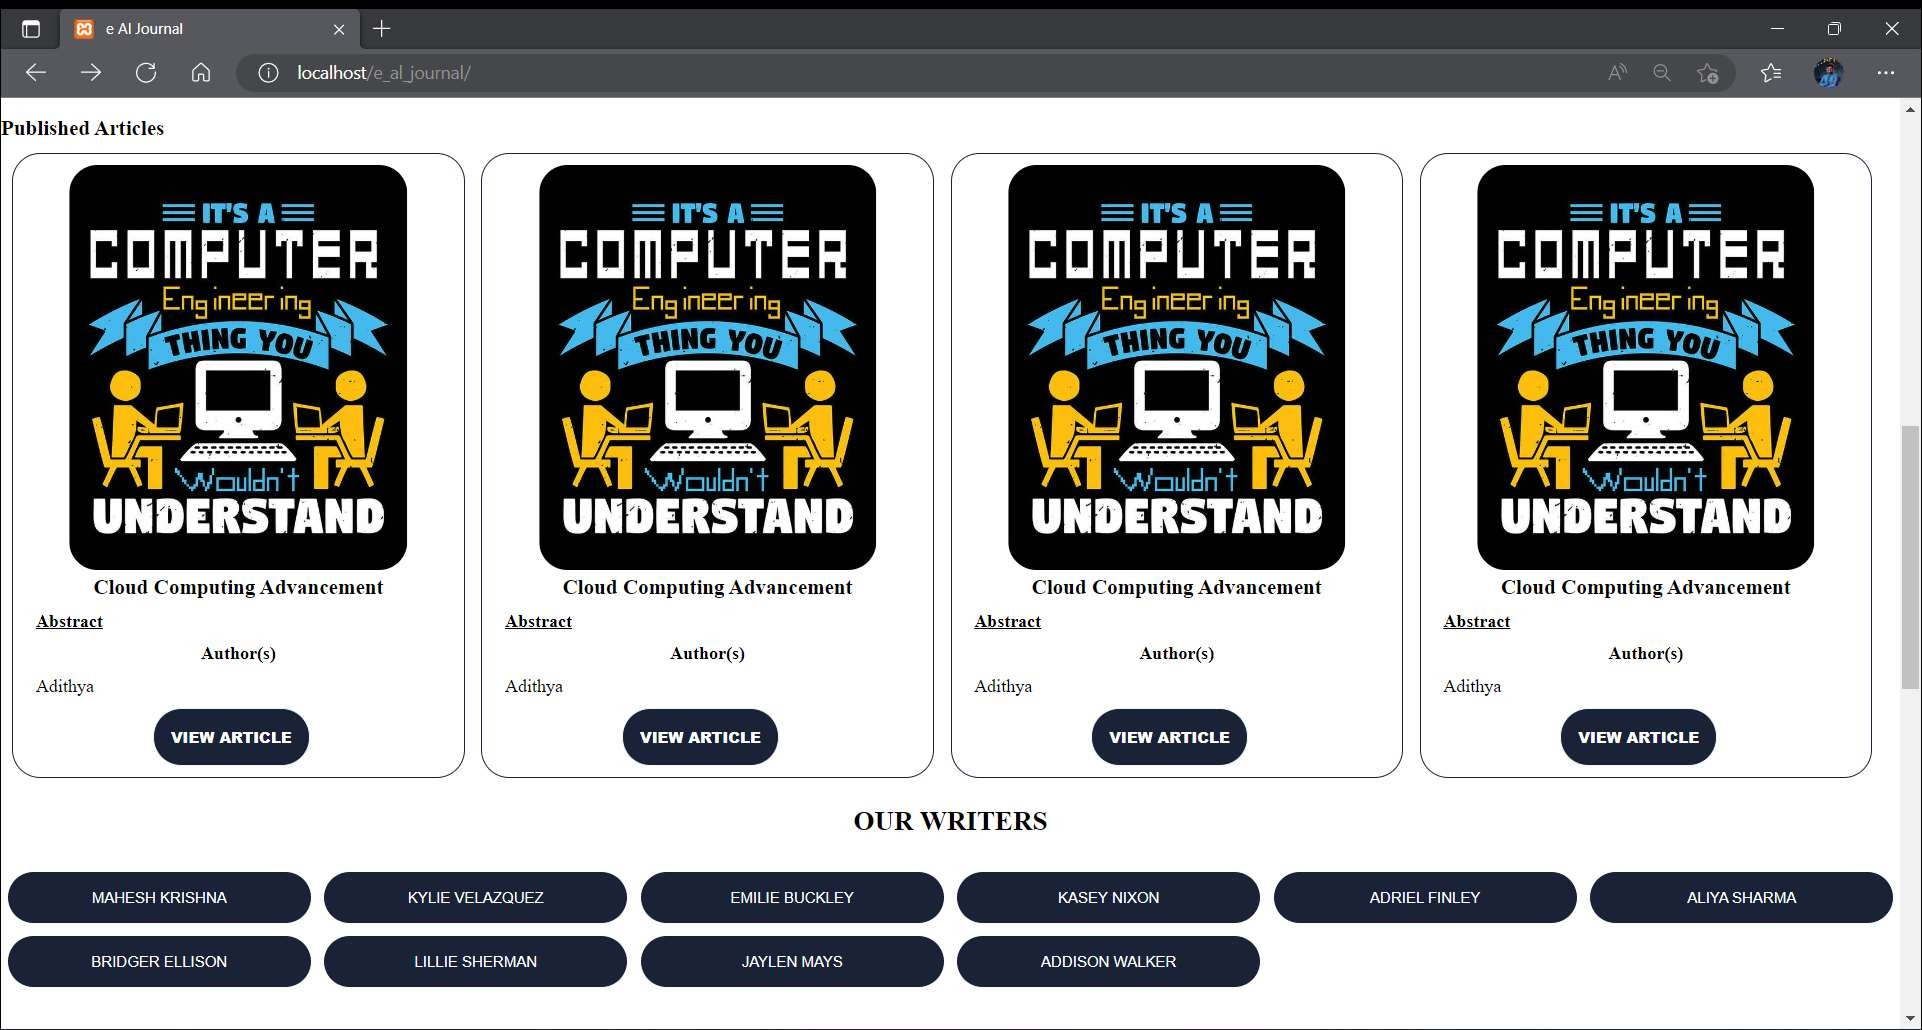 e Al Journal
localhost/e_al_journal/
Published Articles
IT'S A
COMPUTER
Engineering
THING YOU
Wouldn't
UNDERSTAND
Cloud Computing Advancement
Abstract
Author(s)
Adithya
VIEW ARTICLE
IT'S A
COMPUTER
Engineering
THING YOU
Wouldn't
UNDERSTAND
Cloud Computing Advancement
Abstract
Author(s)
Adithya
VIEW ARTICLE
IT'S A
COMPUTER
Engineering
THING YOU
Wouldn't
UNDERSTAND
Cloud Computing Advancement
Abstract
Author(s)
Adithya
VIEW ARTICLE
IT'S A
COMPUTER
Engineering
THING YOU
Wouldn't
UNDERSTAND
Cloud Computing Advancement
Abstract
Author(s)
Adithya
VIEW ARTICLE
OUR WRITERS
MAHESH KRISHNA KYLIE VELAZQUEZ EMILIE BUCKLEY KASEY NIXON ADRIEL FINLEY ALIYA SHARMA
BRIDGER ELLISON LILLIE SHERMAN JAYLEN MAYS ADDISON WALKER